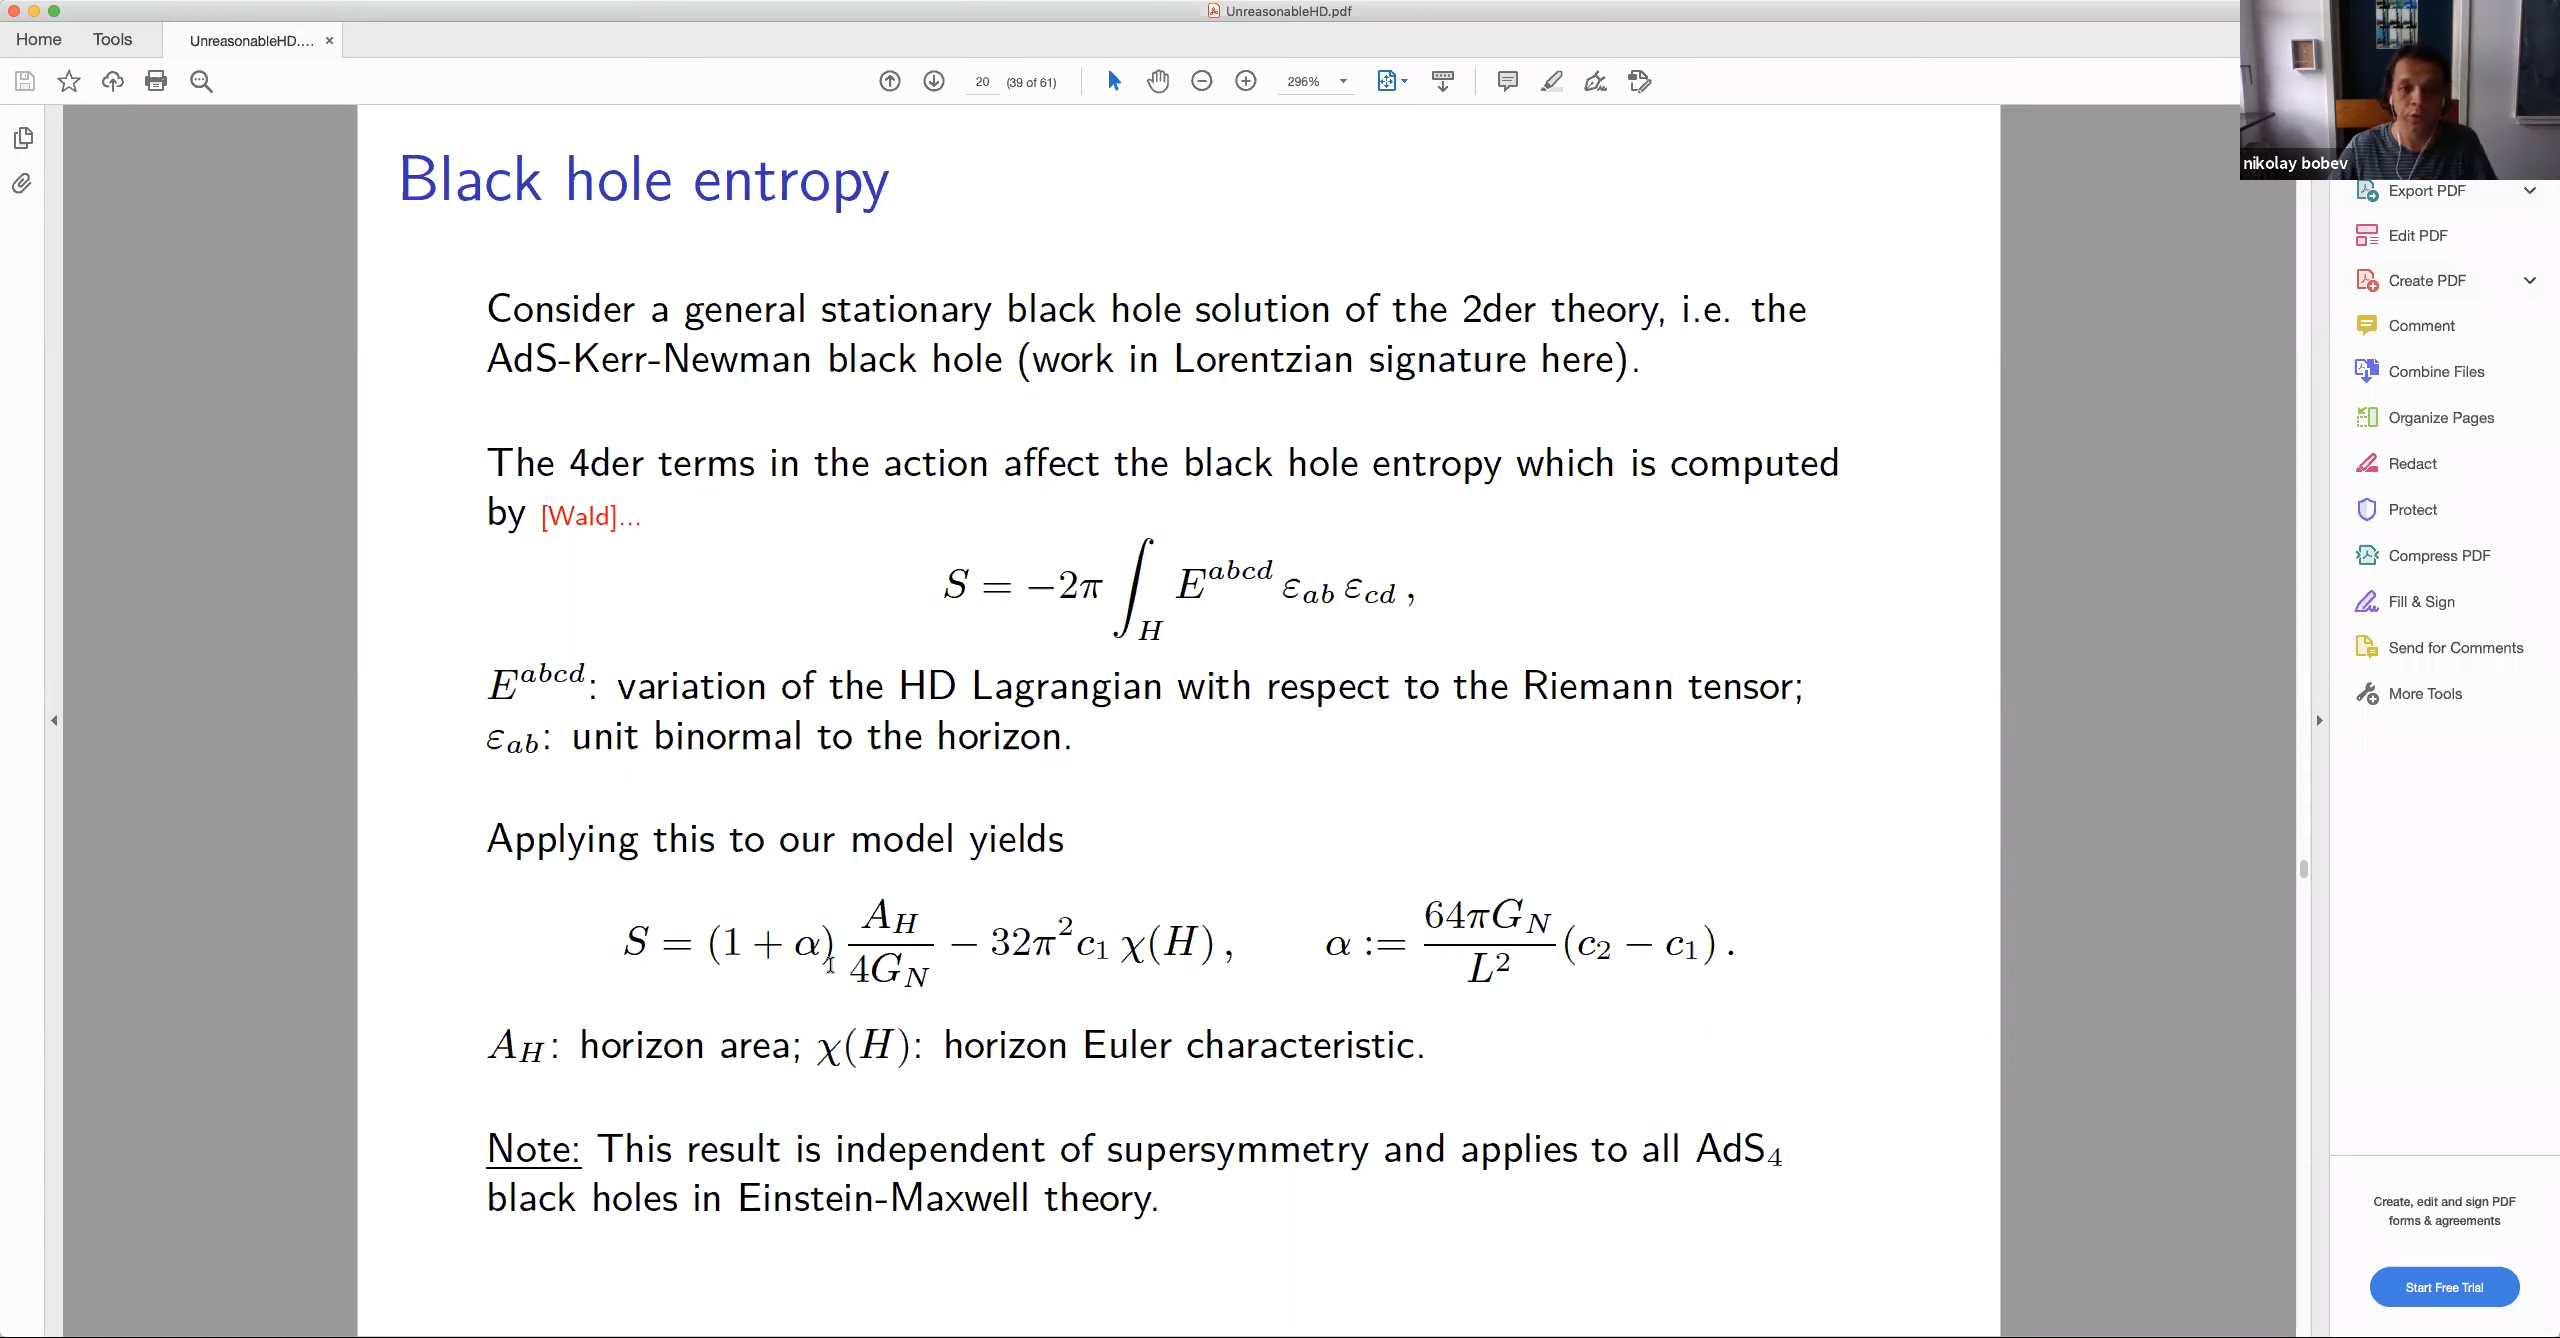 UnreasonableHD.pdf
Home Tools UnreasonableHD.... ×
20 (39 of 61) 296%
nikolay bobev
Black hole entropy
Consider a general stationary black hole solution of the 2der theory, i.e. the
AdS-Kerr-Newman black hole (work in Lorentzian signature here).
The 4der terms in the action affect the black hole entropy which is computed
by [Wald]...
S = −2π ∫_H E^{abcd} ε_{ab} ε_{cd} ,
E^{abcd}: variation of the HD Lagrangian with respect to the Riemann tensor;
ε_{ab}: unit binormal to the horizon.
Applying this to our model yields
S = (1 + α) A_H/4G_N − 32π² c₁ χ(H) , α := 64πG_N/L² (c₂ − c₁) .
A_H: horizon area; χ(H): horizon Euler characteristic.
Note: This result is independent of supersymmetry and applies to all AdS₄
black holes in Einstein-Maxwell theory.
Export PDF
Edit PDF
Create PDF
Comment
Combine Files
Organize Pages
Redact
Protect
Compress PDF
Fill & Sign
Send for Comments
More Tools
Create, edit and sign PDF
forms & agreements
Start Free Trial